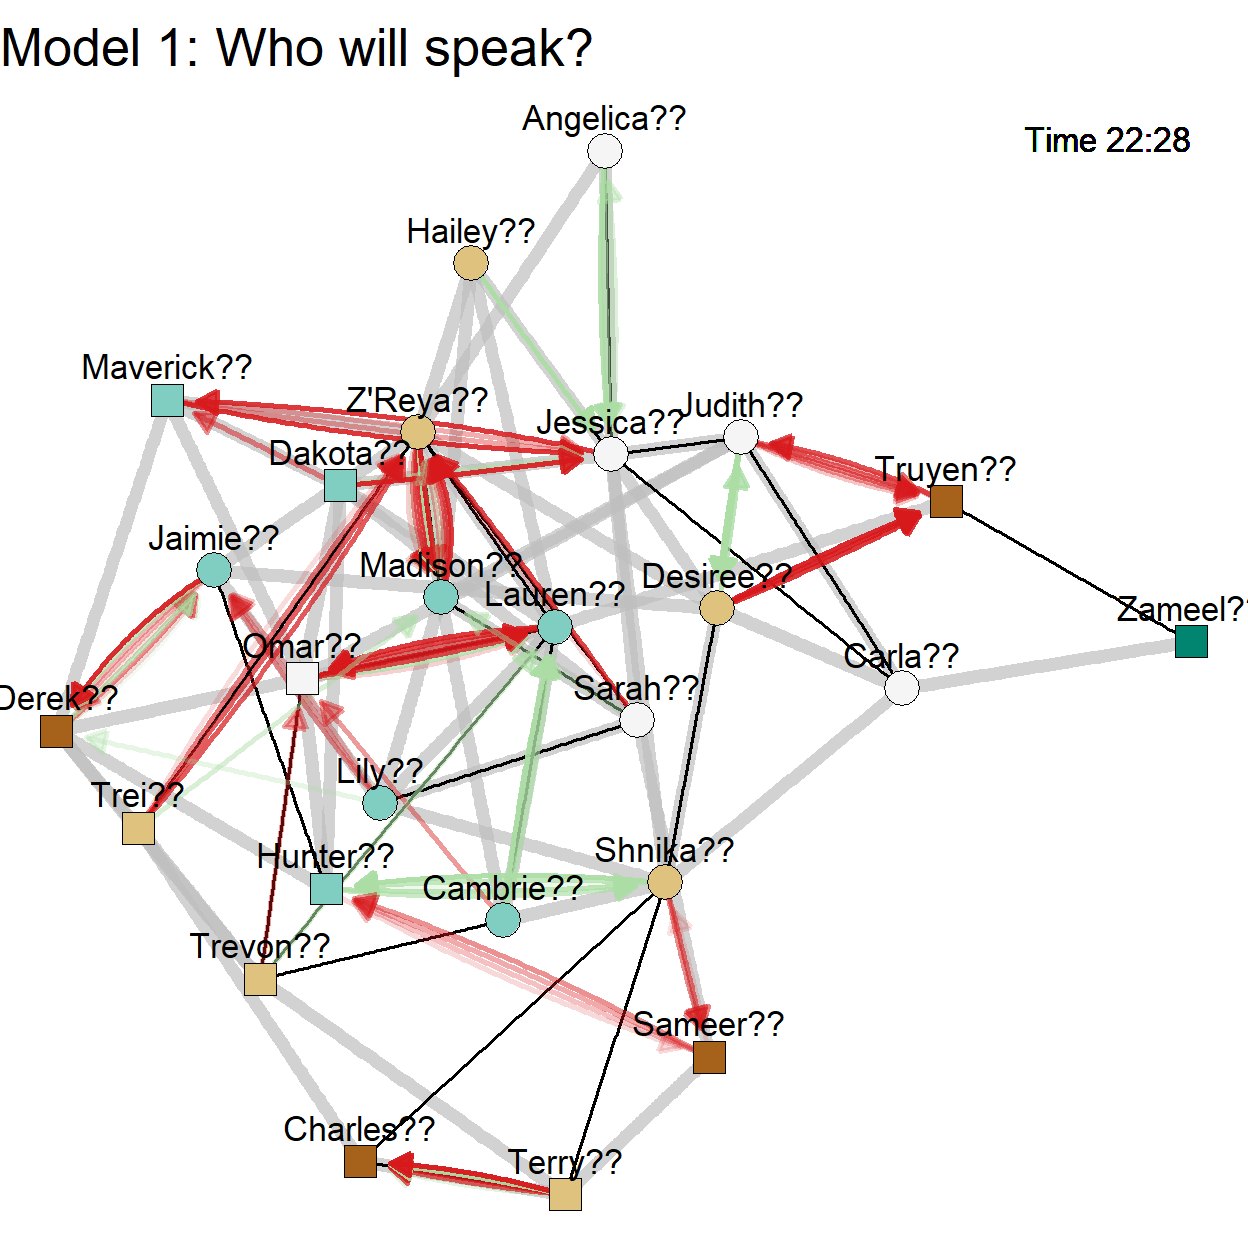 Model 1: Who will speak?
Angelica??
Time 22:28
Hailey??
Maverick??
Z'Reya??
Jessica??
Judith??
Dakota??
Truyen??
Jaimie??
Madison??
Lauren??
Desiree??
Zameel??
Omar??
Carla??
Derek??
Sarah??
Lily??
Trei??
Hunter??
Shnika??
Cambrie??
Trevon??
Sameer??
Charles??
Terry??